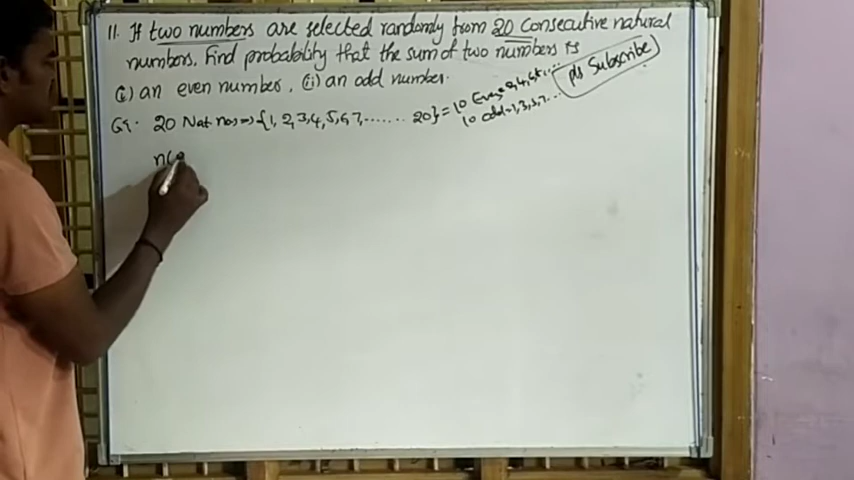 11. If two numbers are selected randomly from 20 Consecutive natural
numbers. Find probability that the sum of two numbers is
(i) an even number. (ii) an odd number.
pls Subscribe
Gi. 20 Nat nos => {1, 2, 3, 4, 5, 6, 7, ....... 20} = 10 Even = 2, 4, 6, ....
10 odd = 1, 3, 5, 7...
n(